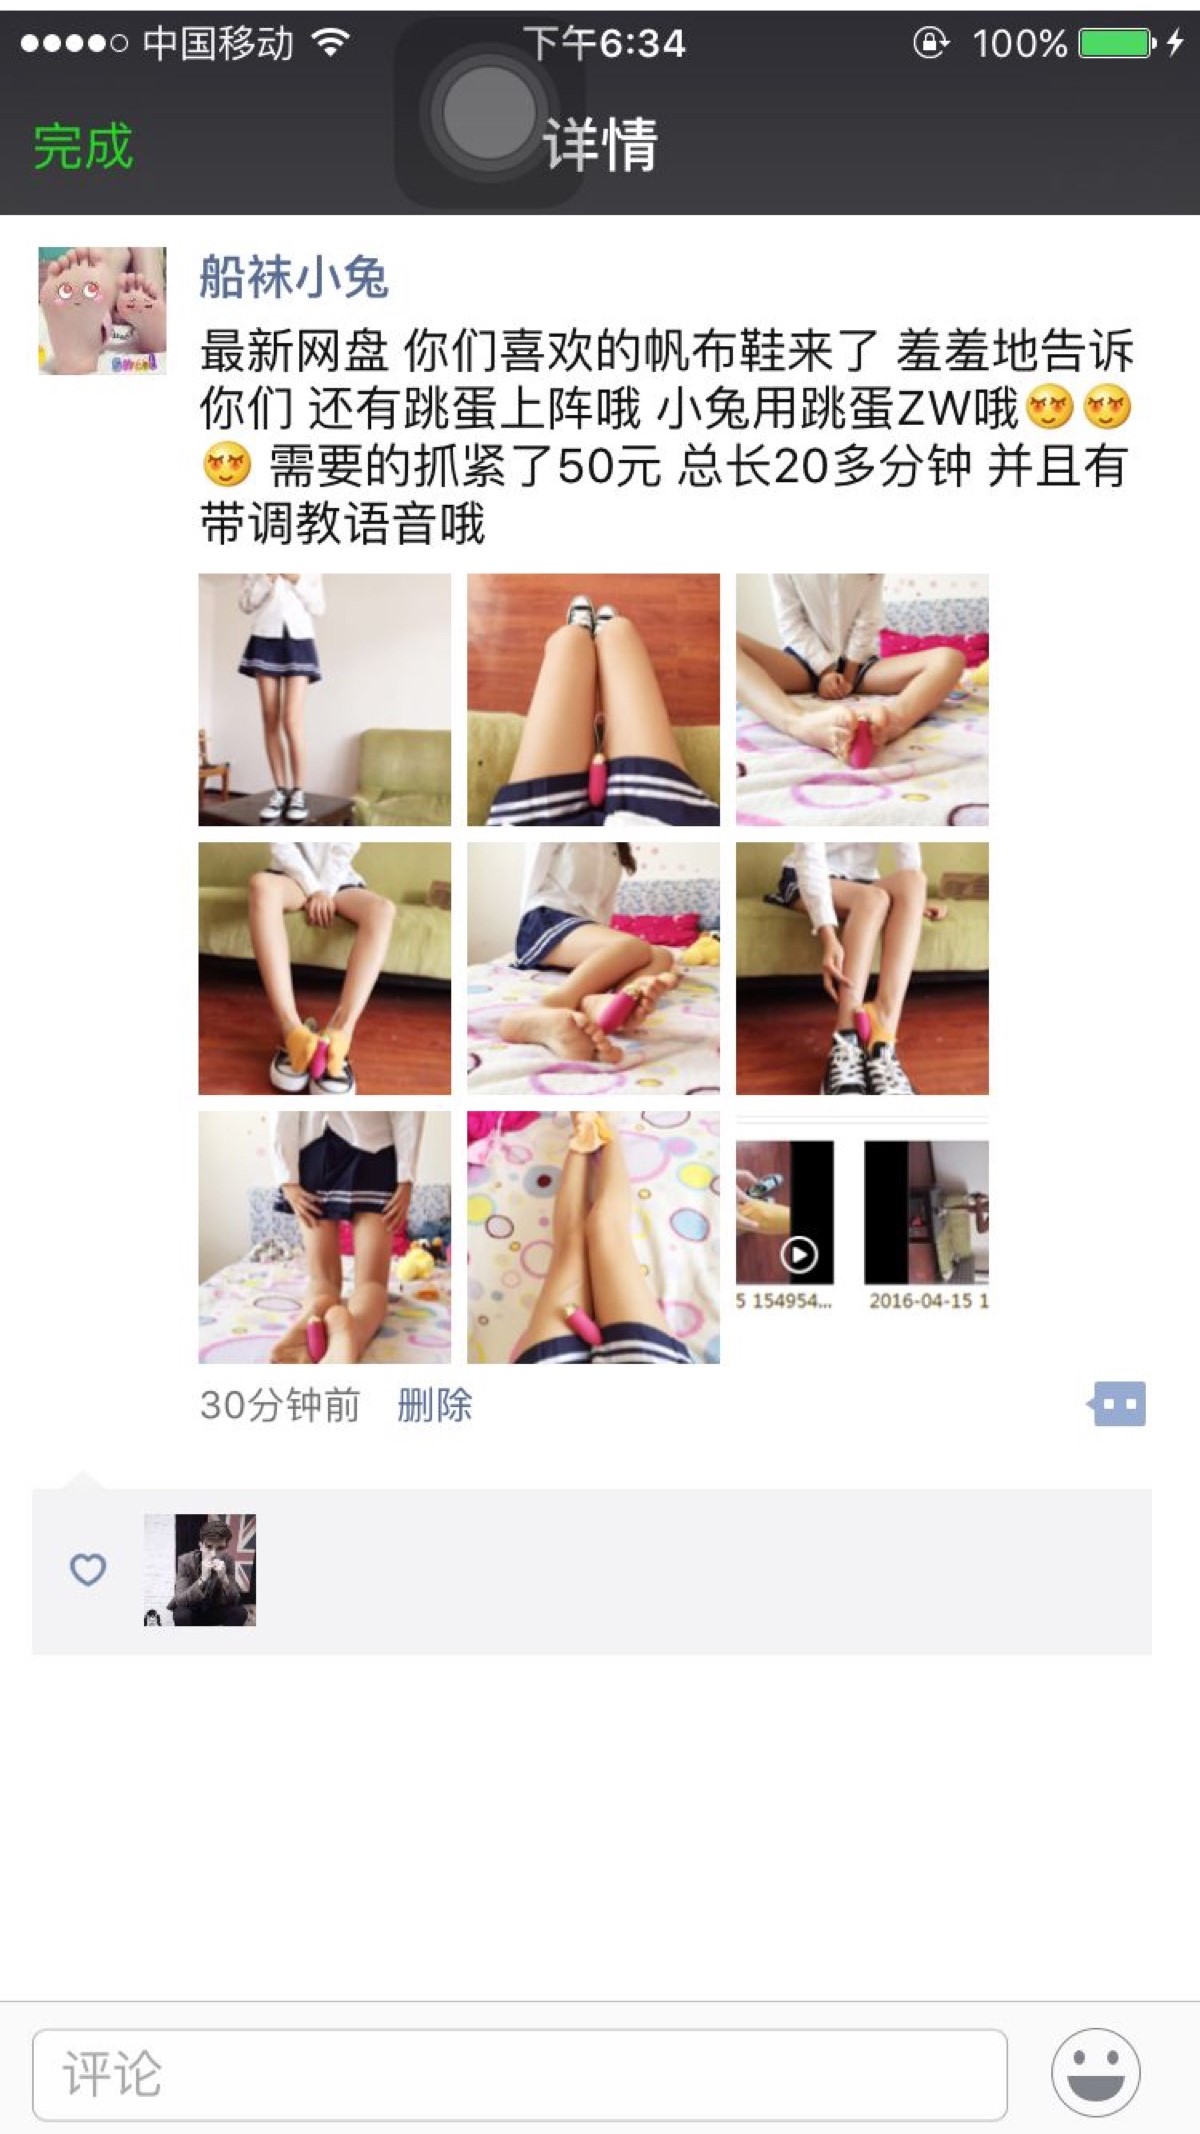 中国移动 下午6:34 100%
完成 详情
船袜小兔
最新网盘 你们喜欢的帆布鞋来了 羞羞地告诉
你们 还有跳蛋上阵哦 小兔用跳蛋ZW哦
需要的抓紧了50元 总长20多分钟 并且有
带调教语音哦
5 154954... 2016-04-15 1
30分钟前 删除
评论